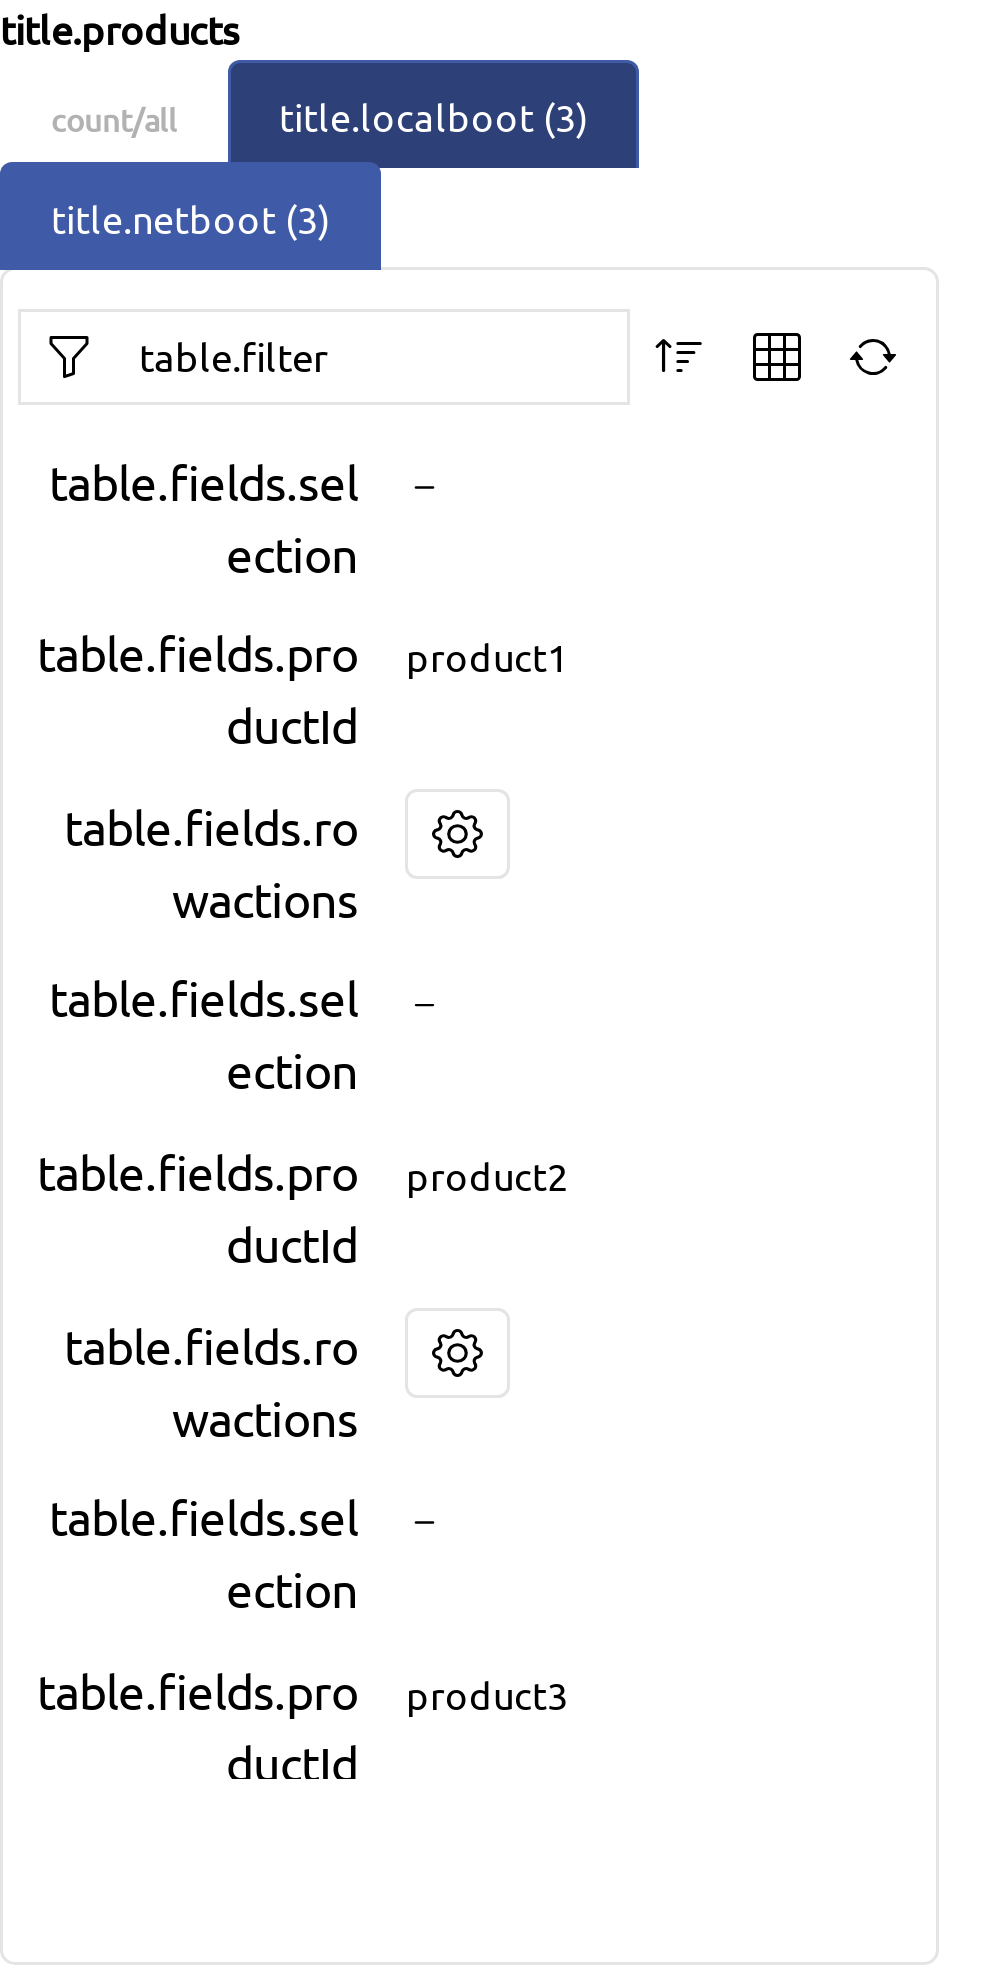 title.products
count/all
title.localboot (3)
title.netboot (3)
table.filter
table.fields.sel
ection
–
table.fields.pro
ductId
product1
table.fields.ro
wactions
table.fields.sel
ection
–
table.fields.pro
ductId
product2
table.fields.ro
wactions
table.fields.sel
ection
–
table.fields.pro
ductId
product3